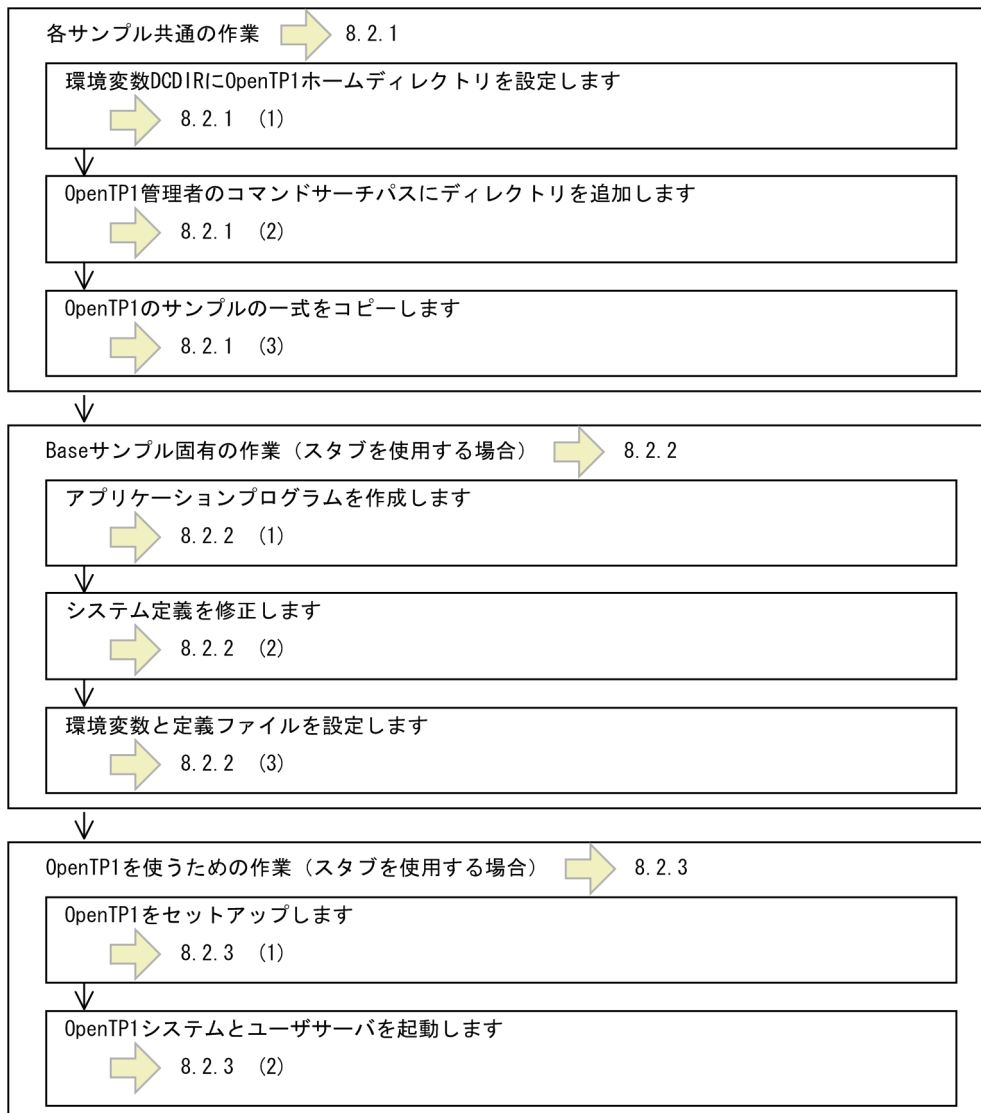 各サンプル共通の作業 8.2.1
環境変数DCDIRにOpenTP1ホームディレクトリを設定します
8.2.1 (1)
OpenTP1管理者のコマンドサーチパスにディレクトリを追加します
8.2.1 (2)
OpenTP1のサンプルの一式をコピーします
8.2.1 (3)
Baseサンプル固有の作業（スタブを使用する場合） 8.2.2
アプリケーションプログラムを作成します
8.2.2 (1)
システム定義を修正します
8.2.2 (2)
環境変数と定義ファイルを設定します
8.2.2 (3)
OpenTP1を使うための作業（スタブを使用する場合） 8.2.3
OpenTP1をセットアップします
8.2.3 (1)
OpenTP1システムとユーザサーバを起動します
8.2.3 (2)